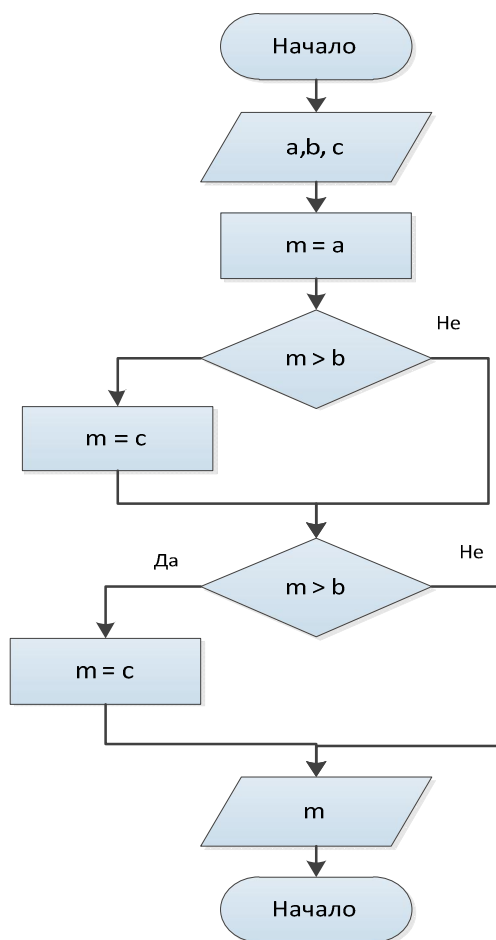 Начало
a,b, c
m = a
Не
m > b
m = c
Да
Не
m > b
m = c
m
Начало